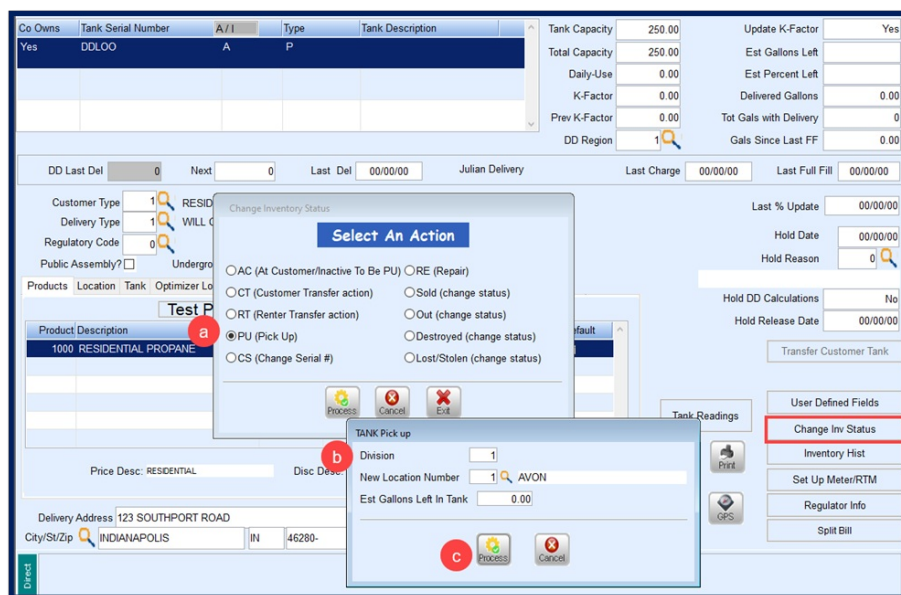 Co Owns Tank Serial Number A / I Type Tank Description
Yes DDLOO A P
Tank Capacity 250.00 Update K-Factor Yes
Total Capacity 250.00 Est Gallons Left
Daily-Use 0.00 Est Percent Left
K-Factor 0.00 Delivered Gallons 0.00
Prev K-Factor 0.00 Tot Gals with Delivery 0
DD Region 1 Gals Since Last FF 0.00
DD Last Del 0 Next 0 Last Del 00/00/00 Julian Delivery Last Charge 00/00/00 Last Full Fill 00/00/00
Customer Type 1 RESID
Delivery Type 1 WILL
Regulatory Code 0
Public Assembly? Undergro
Products Location Tank Optimizer Lo
Test P
Product Description efault
1000 RESIDENTIAL PROPANE
Price Desc: RESIDENTIAL Disc Desc:
Delivery Address 123 SOUTHPORT ROAD
City/St/Zip INDIANAPOLIS IN 46280-
Direct
Last % Update 00/00/00
Hold Date 00/00/00
Hold Reason 0
Hold DD Calculations No
Hold Release Date 00/00/00
Transfer Customer Tank
User Defined Fields
Tank Readings
Change Inv Status
Print
Inventory Hist
Set Up Meter/RTM
GPS
Regulator Info
Split Bill
Change Inventory Status
Select An Action
AC (At Customer/Inactive To Be PU) RE (Repair)
CT (Customer Transfer action) Sold (change status)
RT (Renter Transfer action) Out (change status)
a
PU (Pick Up) Destroyed (change status)
CS (Change Serial #) Lost/Stolen (change status)
Process Cancel Exit
TANK Pick up
b
Division 1
New Location Number 1 AVON
Est Gallons Left In Tank 0.00
c
Process Cancel